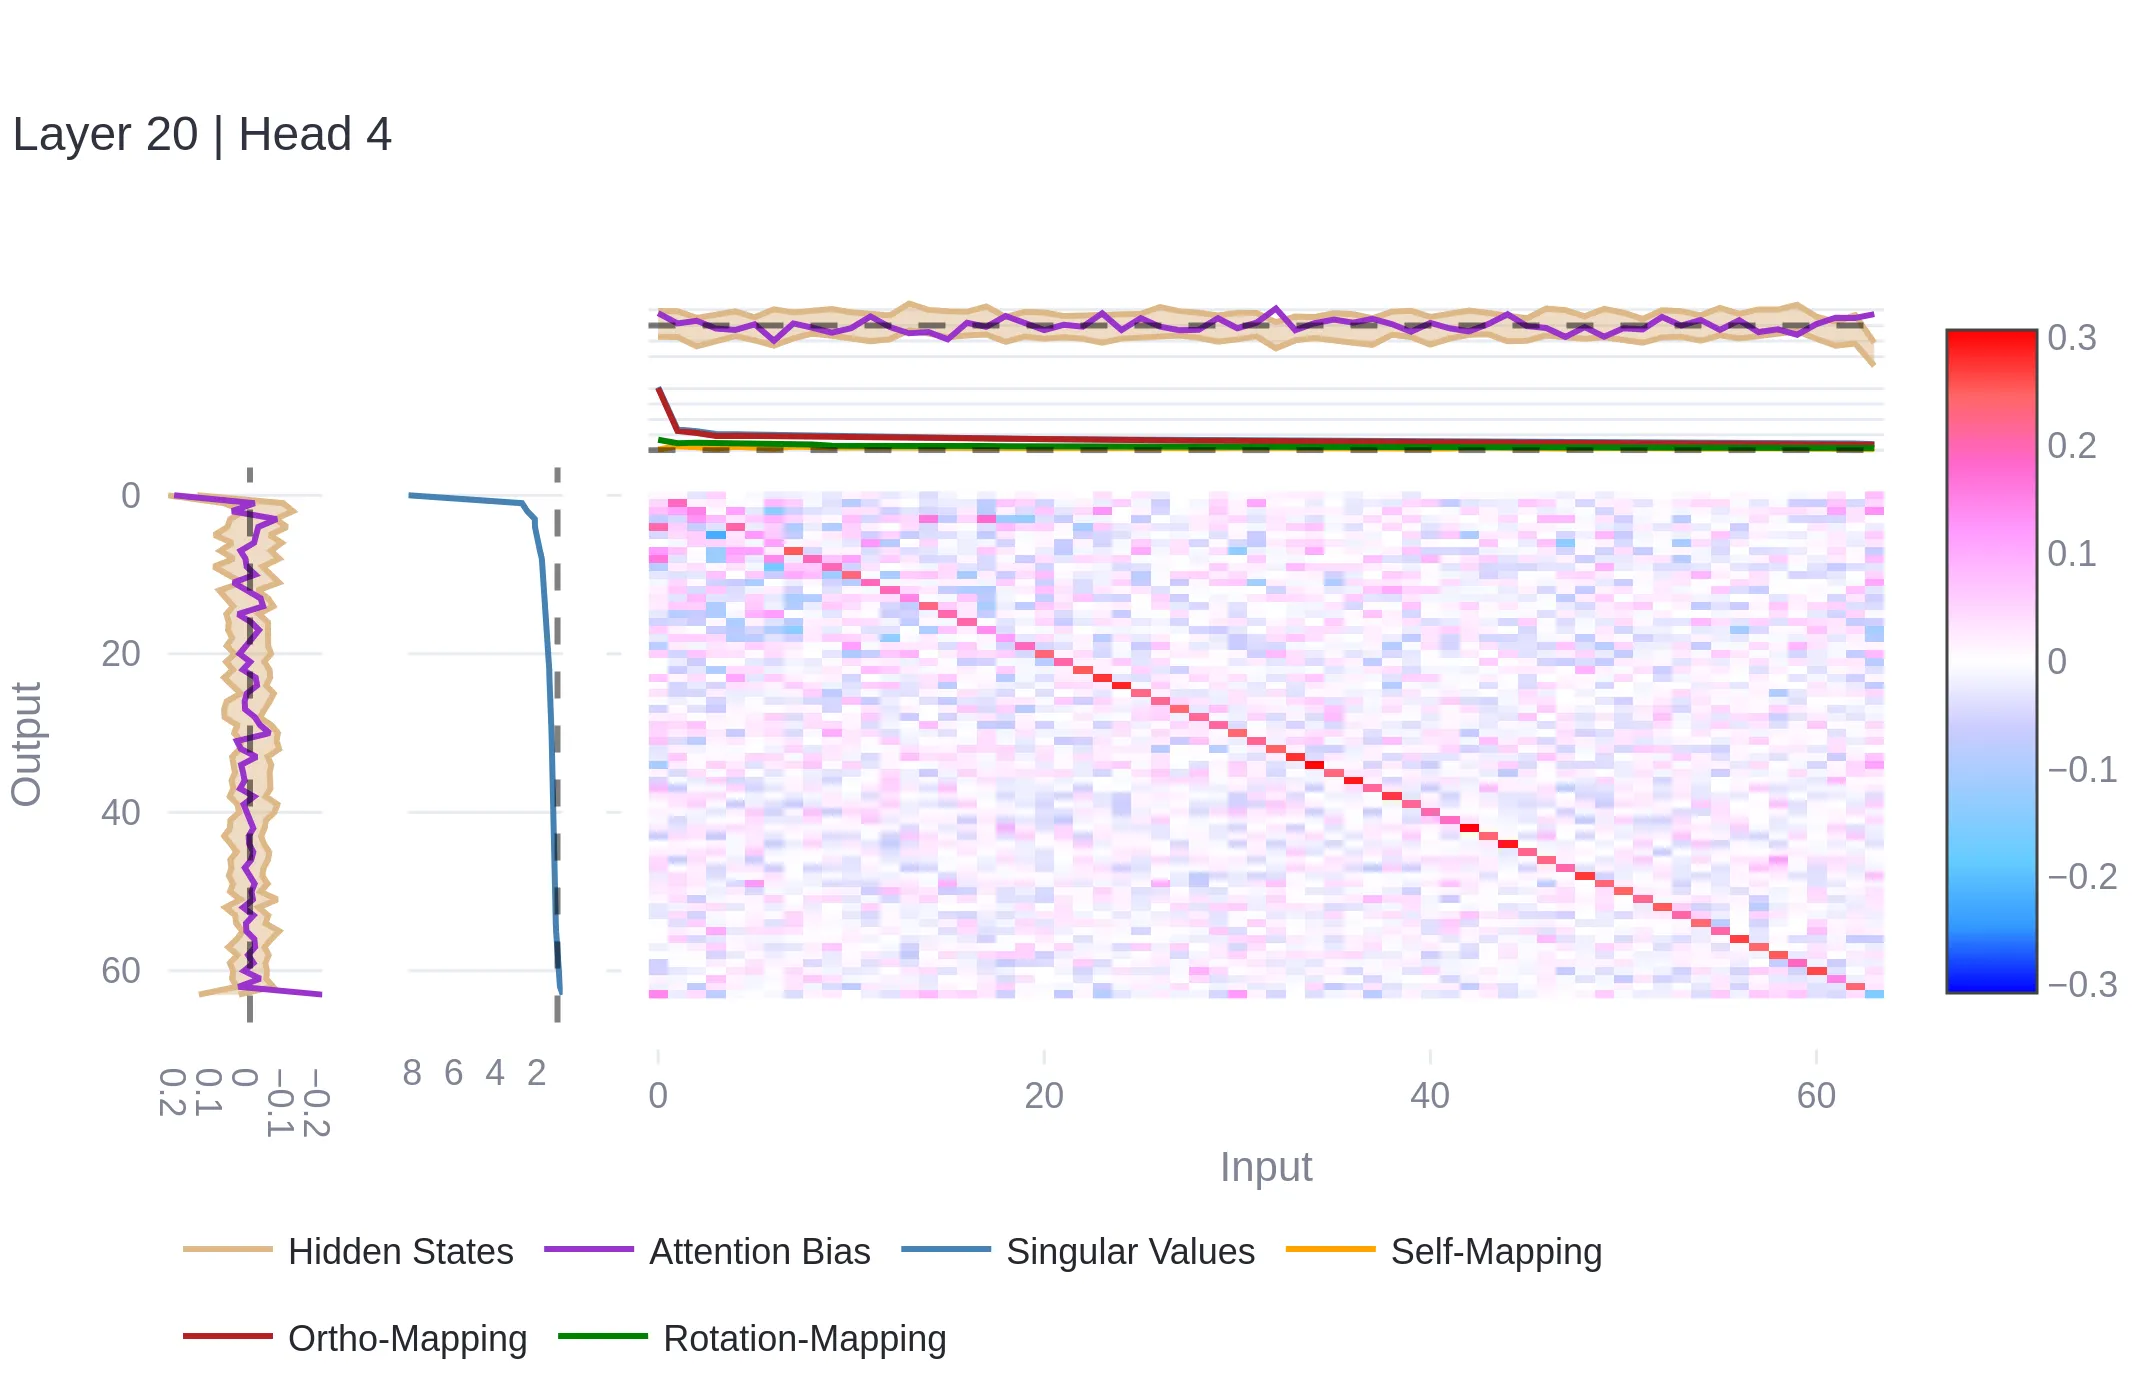 Layer 20 | Head 4
0.3
0.2
0.1
0
−0.1
−0.2
−0.3
Output
0
20
40
60
0.2
0.1
0
−0.1
−0.2
8 6 4 2
0 20 40 60
Input
Hidden States Attention Bias Singular Values Self-Mapping
Ortho-Mapping Rotation-Mapping